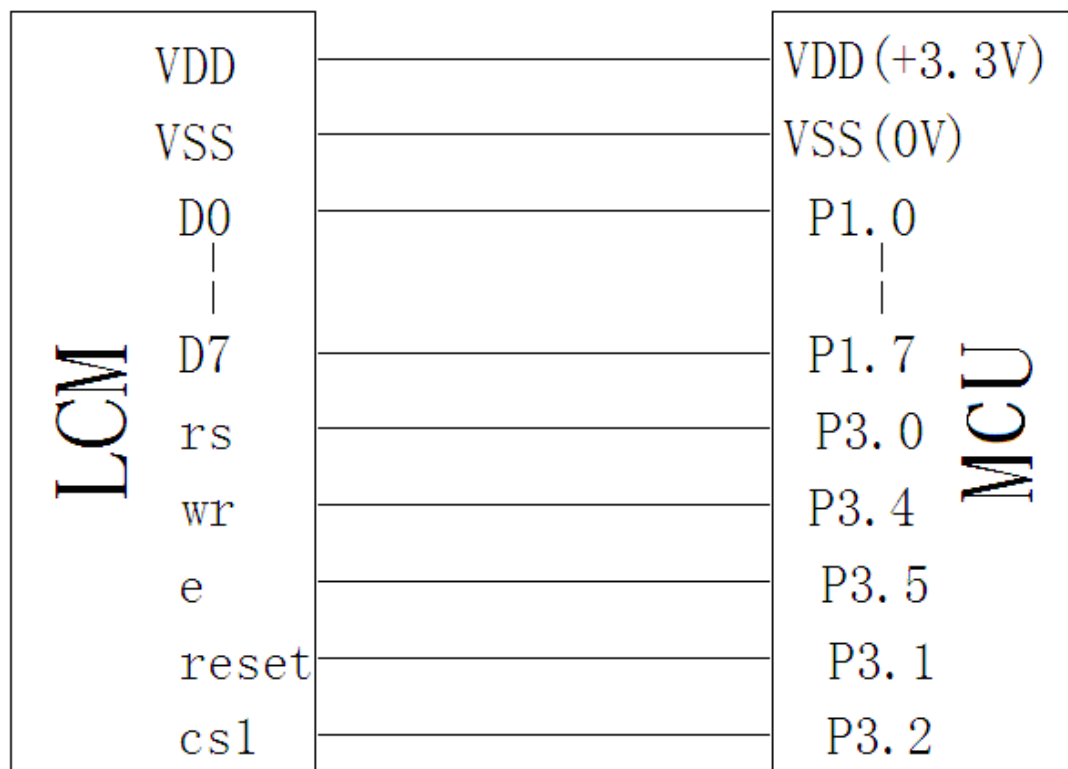 VDD VDD(+3.3V)
VSS VSS(0V)
D0 P1.0
D7 P1.7
rs P3.0
wr P3.4
e P3.5
reset P3.1
cs1 P3.2
LCM
MCU